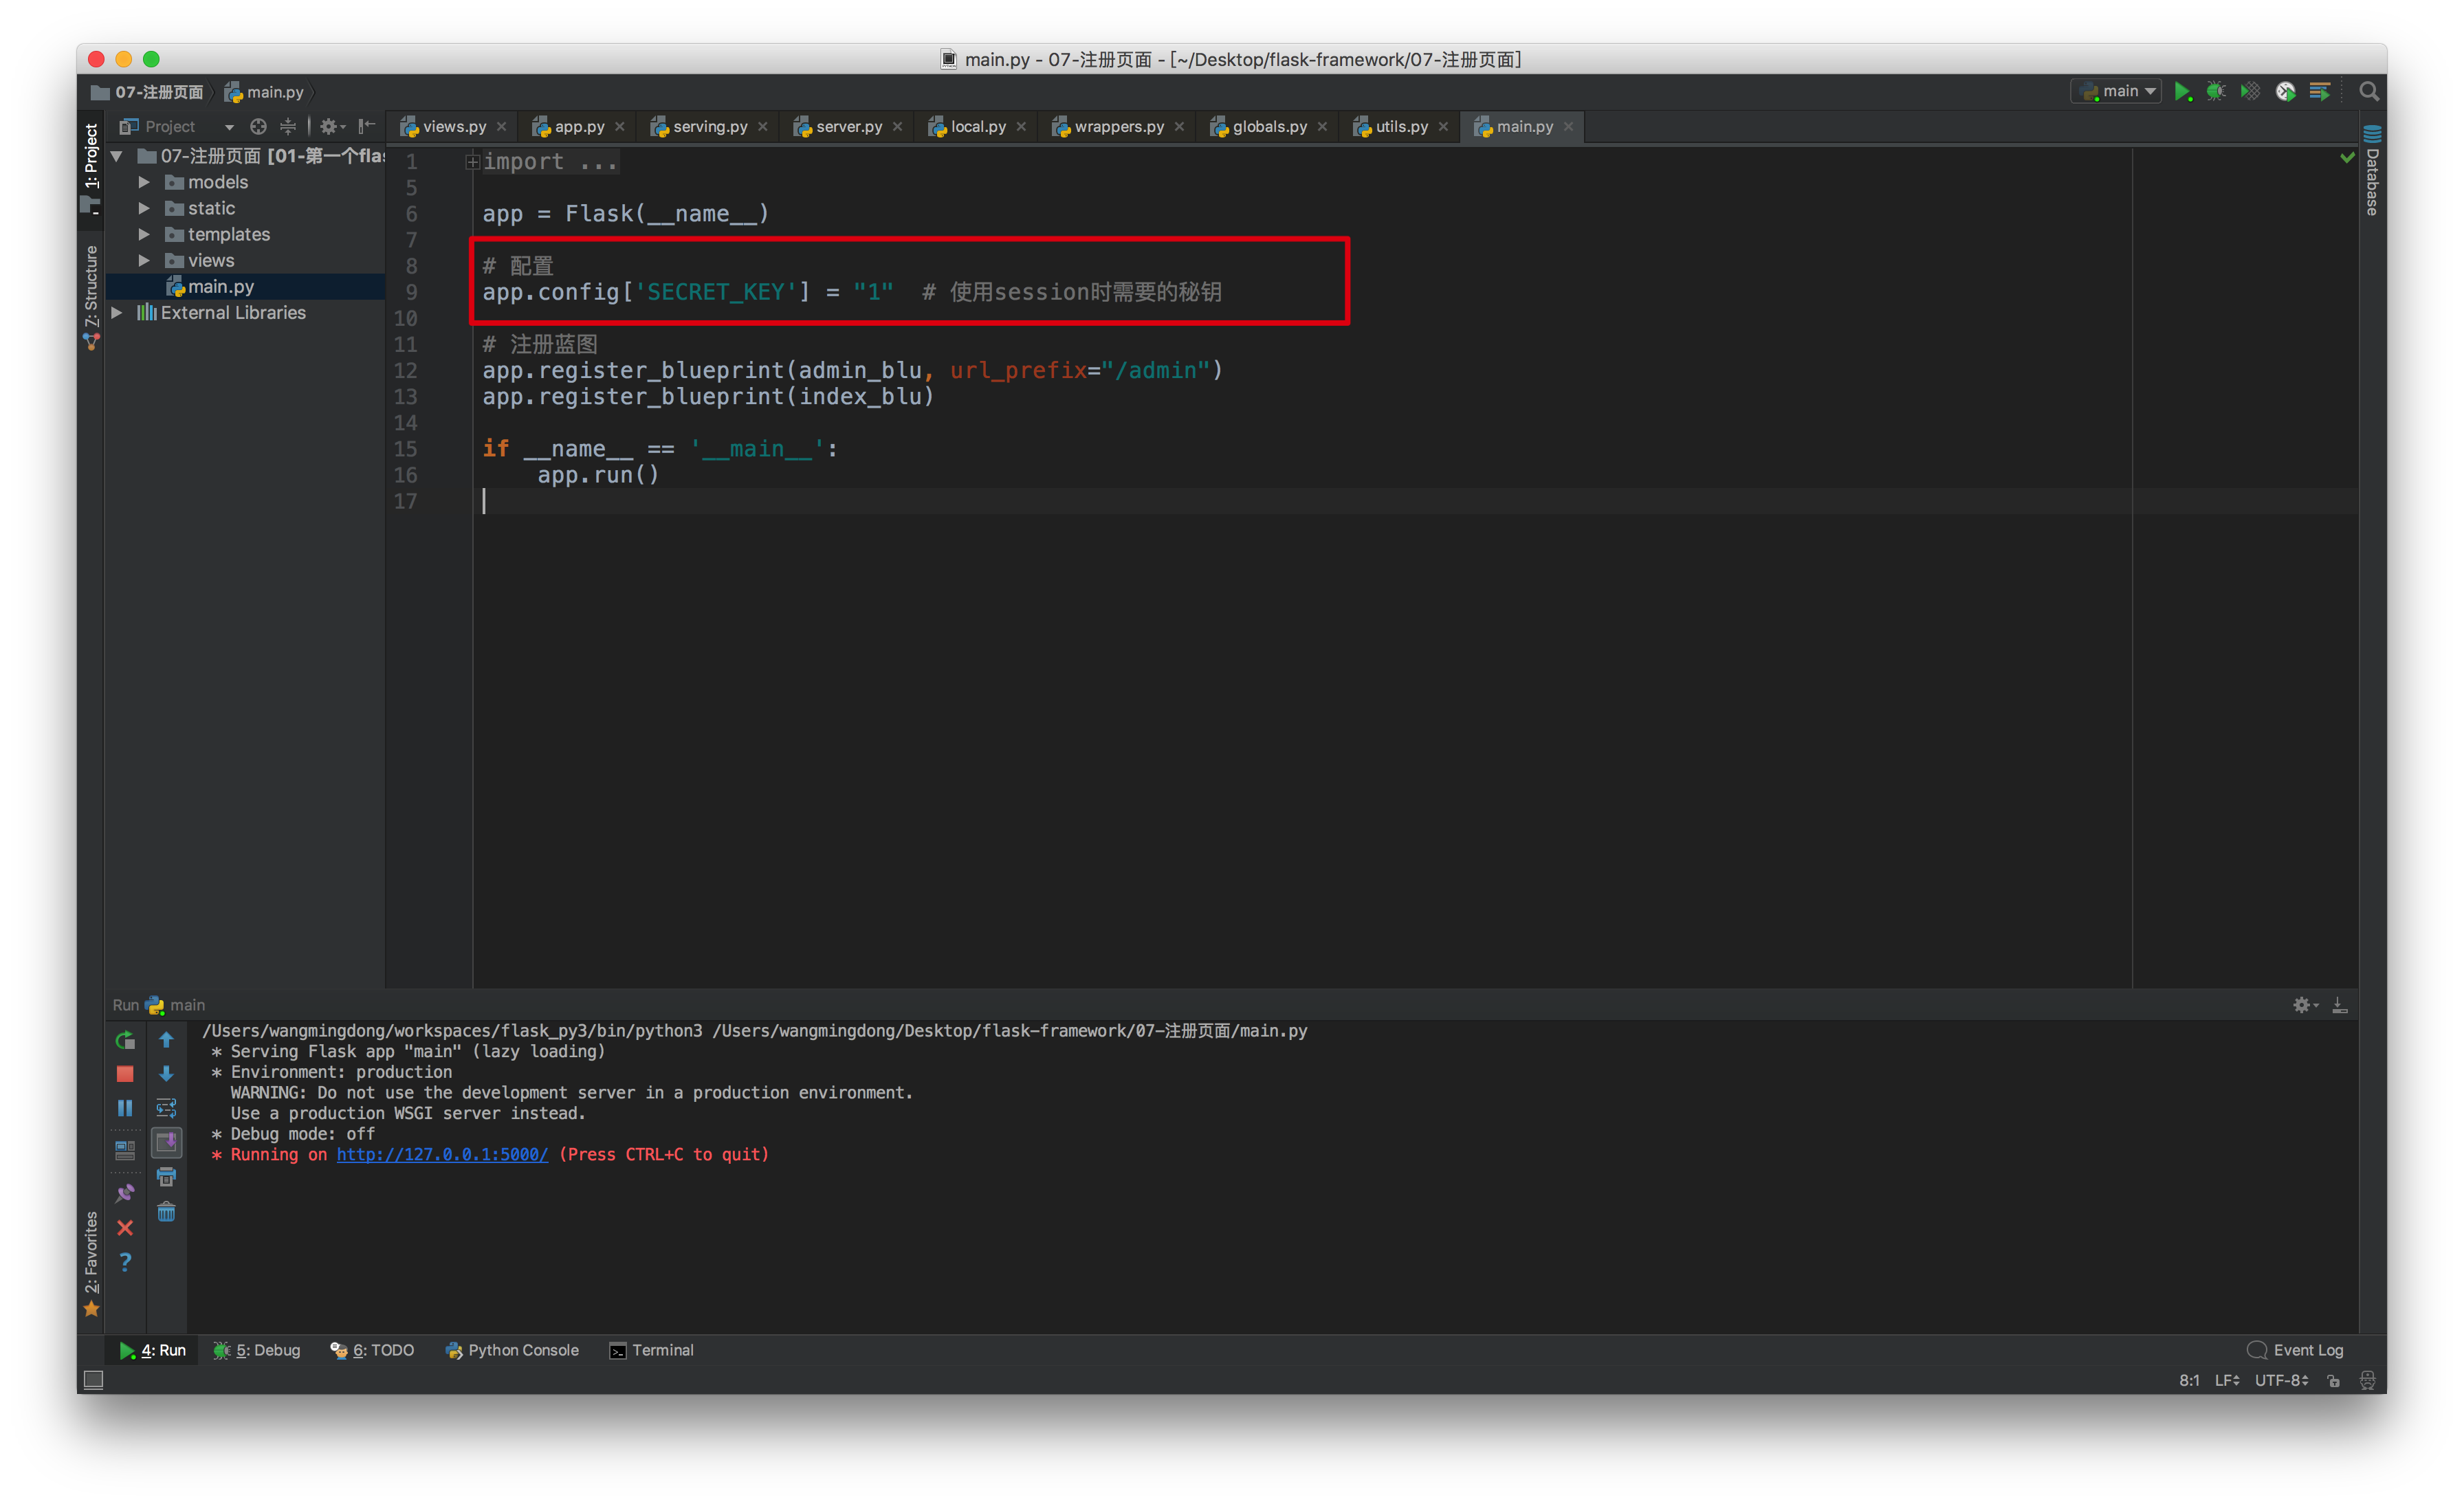 main.py - 07-注册页面 - [~/Desktop/flask-framework/07-注册页面]
07-注册页面 main.py
main
1: Project
Project
views.py app.py serving.py server.py local.py wrappers.py globals.py utils.py main.py
Database
07-注册页面 [01-第一个flas
models
static
templates
views
main.py
External Libraries
7: Structure
1 import ...
5
6 app = Flask(__name__)
7
8 # 配置
9 app.config['SECRET_KEY'] = "1" # 使用session时需要的秘钥
10
11 # 注册蓝图
12 app.register_blueprint(admin_blu, url_prefix="/admin")
13 app.register_blueprint(index_blu)
14
15 if __name__ == '__main__':
16 app.run()
17
Run main
/Users/wangmingdong/workspaces/flask_py3/bin/python3 /Users/wangmingdong/Desktop/flask-framework/07-注册页面/main.py
* Serving Flask app "main" (lazy loading)
* Environment: production
WARNING: Do not use the development server in a production environment.
Use a production WSGI server instead.
* Debug mode: off
* Running on http://127.0.0.1:5000/ (Press CTRL+C to quit)
2: Favorites
4: Run 5: Debug 6: TODO Python Console Terminal Event Log
8:1 LF UTF-8